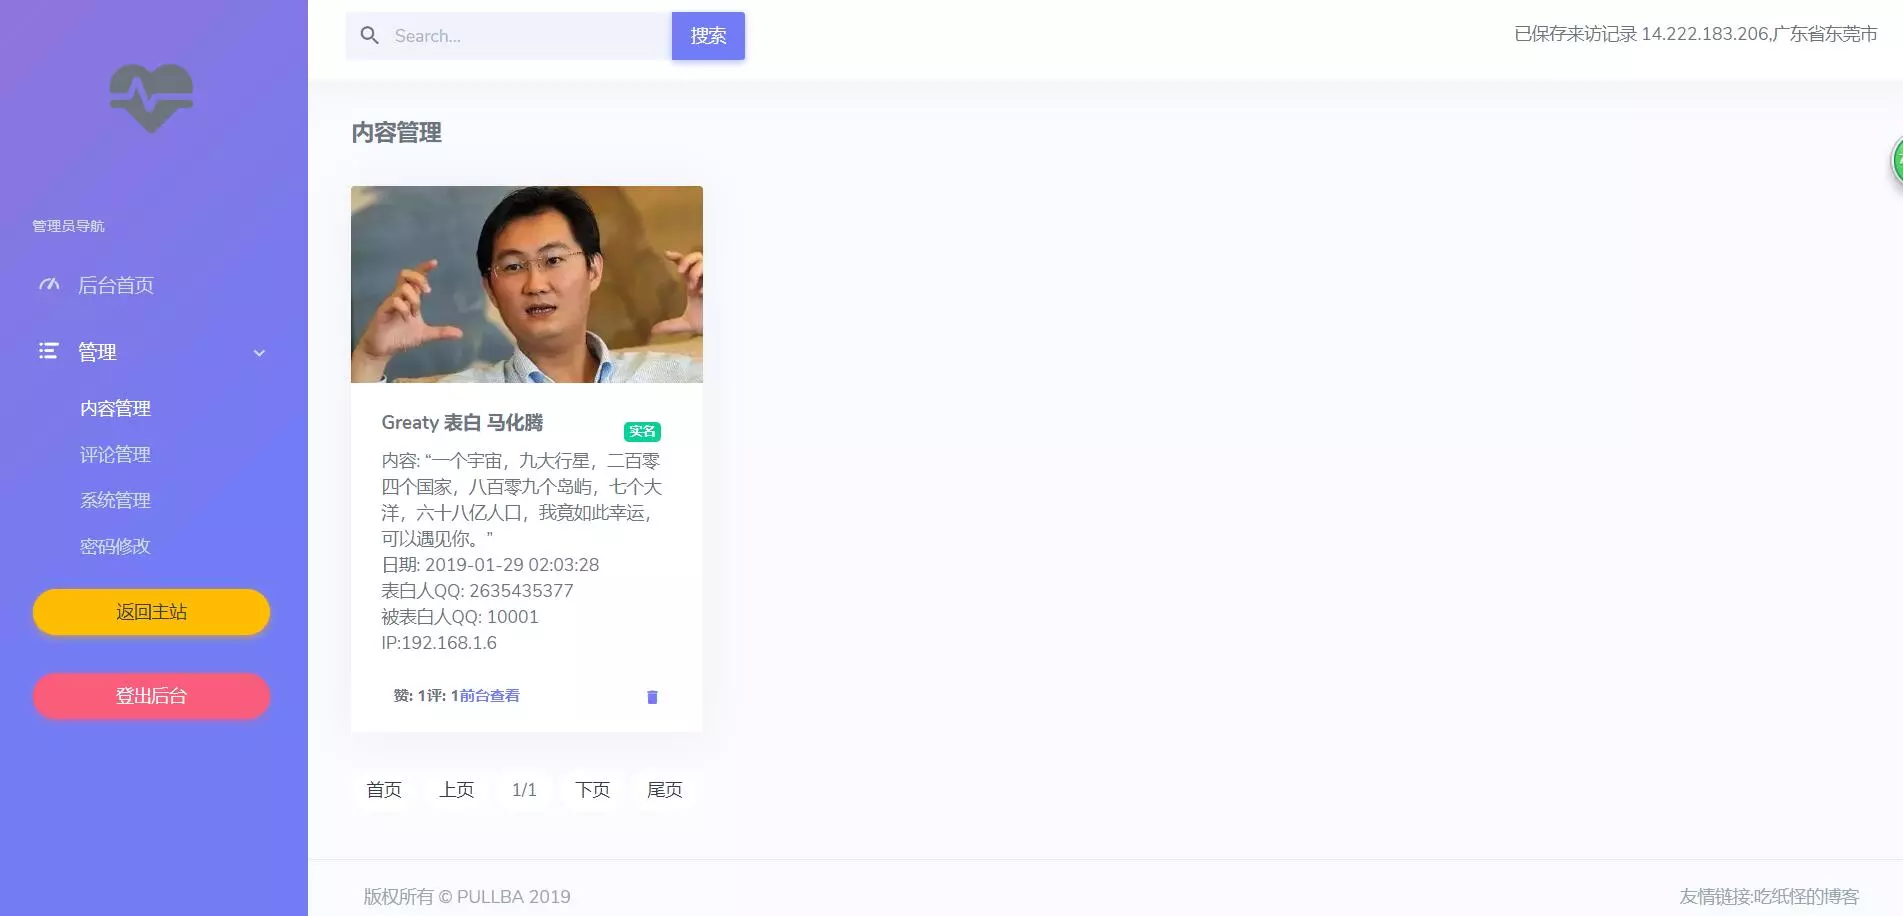 Search...
搜索
已保存来访记录 14.222.183.206,广东省东莞市
管理员导航
后台首页
管理
内容管理
评论管理
系统管理
密码修改
返回主站
登出后台
内容管理
Greaty 表白 马化腾
实名
内容: “一个宇宙，九大行星，二百零
四个国家，八百零九个岛屿，七个大
洋，六十八亿人口，我竟如此幸运，
可以遇见你。”
日期: 2019-01-29 02:03:28
表白人QQ: 2635435377
被表白人QQ: 10001
IP:192.168.1.6
赞: 1评: 1前台查看
首页 上页 1/1 下页 尾页
版权所有 © PULLBA 2019
友情链接:吃纸怪的博客